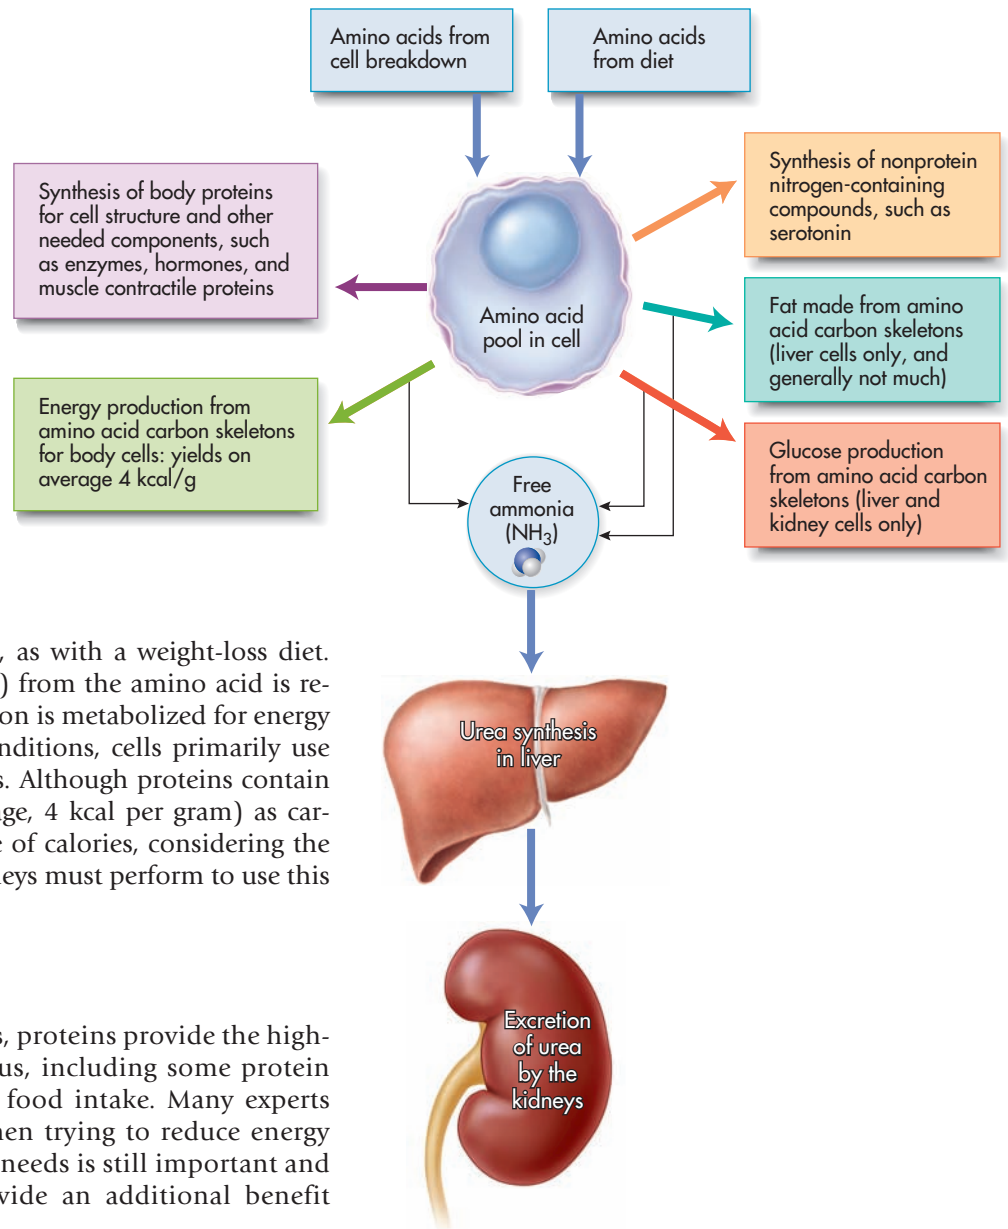 Amino acids from
cell breakdown
Amino acids
from diet
Synthesis of body proteins
for cell structure and other
needed components, such
as enzymes, hormones, and
muscle contractile proteins
Synthesis of nonprotein
nitrogen-containing
compounds, such as
serotonin
Amino acid
pool in cell
Fat made from amino
acid carbon skeletons
(liver cells only, and
generally not much)
Energy production from
amino acid carbon skeletons
for body cells: yields on
average 4 kcal/g
Glucose production
from amino acid carbon
skeletons (liver and
kidney cells only)
Free
ammonia
(NH₃)
, as with a weight-loss diet.
) from the amino acid is re-
on is metabolized for energy
nditions, cells primarily use
s. Although proteins contain
age, 4 kcal per gram) as car-
e of calories, considering the
neys must perform to use this
Urea synthesis
in liver
s, proteins provide the high-
us, including some protein
food intake. Many experts
hen trying to reduce energy
needs is still important and
vide an additional benefit
Excretion
of urea
by the
kidneys